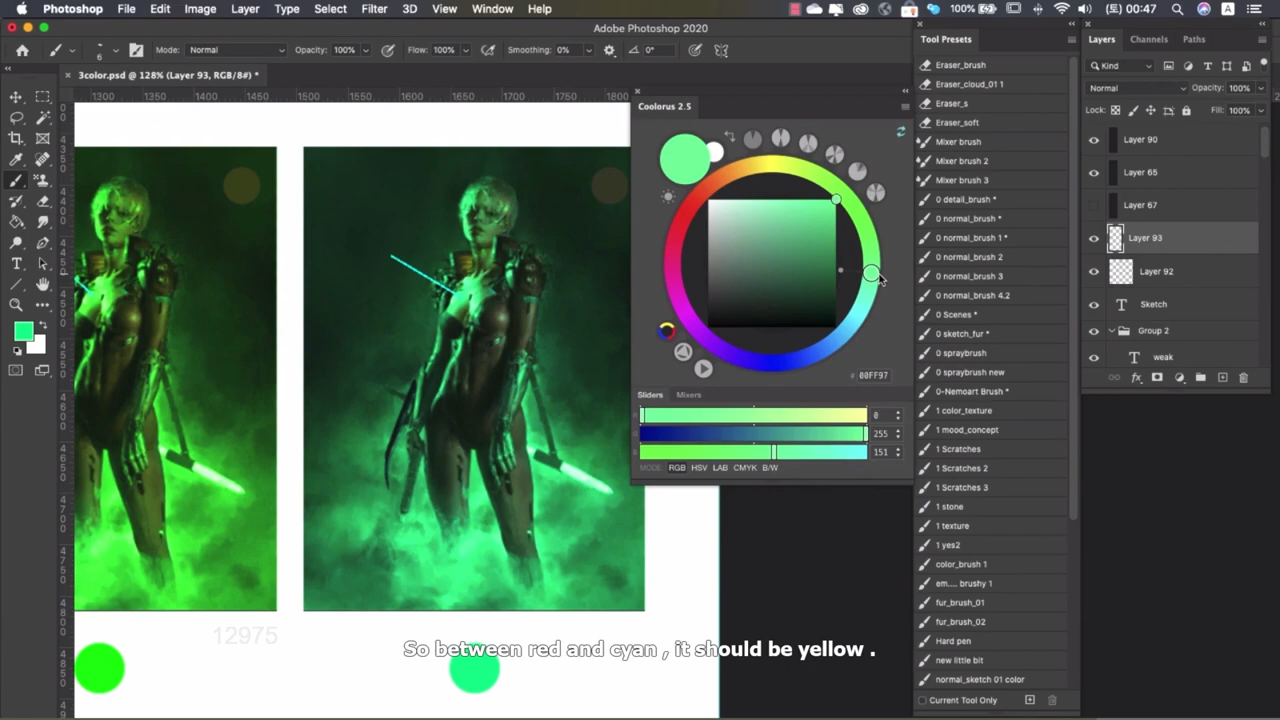 Photoshop File Edit Image Layer Type Select Filter 3D View Window Help
100% (토) 00:47 A
Adobe Photoshop 2020
6 Mode: Normal Opacity: 100% Flow: 100% Smoothing: 0% 0°
3color.psd @ 128% (Layer 93, RGB/8#) *
1300 1350 1400 1450 1500 1550 1600 1650 1700 1750 1800
Coolorus 2.5
# 00FF97
Sliders Mixers
0
255
151
MODE: RGB HSV LAB CMYK B/W
12975
So between red and cyan , it should be yellow .
Tool Presets
Eraser_brush
Eraser_cloud_01 1
Eraser_s
Eraser_soft
Mixer brush
Mixer brush 2
Mixer brush 3
0 detail_brush *
0 normal_brush *
0 normal_brush 1 *
0 normal_brush 2
0 normal_brush 3
0 normal_brush 4.2
0 Scenes *
0 sketch_fur *
0 spraybrush
0 spraybrush new
0-Nemoart Brush *
1 color_texture
1 mood_concept
1 Scratches
1 Scratches 2
1 Scratches 3
1 stone
1 texture
1 yes2
color_brush 1
em.... brushy 1
fur_brush_01
fur_brush_02
Hard pen
new little bit
normal_sketch 01 color
Current Tool Only
Layers Channels Paths
Kind
Normal Opacity: 100%
Lock: Fill: 100%
Layer 90
Layer 65
Layer 67
Layer 93
Layer 92
Sketch
Group 2
weak